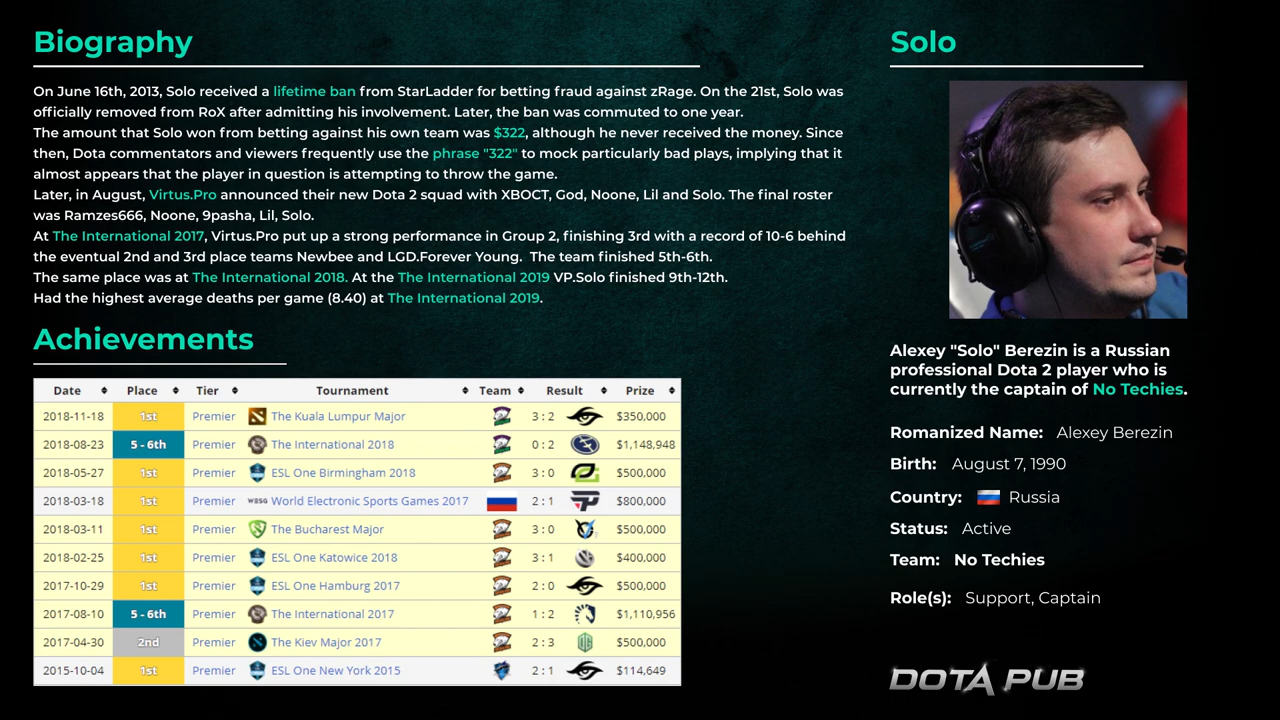 Biography
On June 16th, 2013, Solo received a lifetime ban from StarLadder for betting fraud against zRage. On the 21st, Solo was
officially removed from RoX after admitting his involvement. Later, the ban was commuted to one year.
The amount that Solo won from betting against his own team was $322, although he never received the money. Since
then, Dota commentators and viewers frequently use the phrase "322" to mock particularly bad plays, implying that it
almost appears that the player in question is attempting to throw the game.
Later, in August, Virtus.Pro announced their new Dota 2 squad with XBOCT, God, Noone, Lil and Solo. The final roster
was Ramzes666, Noone, 9pasha, Lil, Solo.
At The International 2017, Virtus.Pro put up a strong performance in Group 2, finishing 3rd with a record of 10-6 behind
the eventual 2nd and 3rd place teams Newbee and LGD.Forever Young. The team finished 5th-6th.
The same place was at The International 2018. At the The International 2019 VP.Solo finished 9th-12th.
Had the highest average deaths per game (8.40) at The International 2019.
Achievements
Date Place Tier Tournament Team Result Prize
2018-11-18 1st Premier The Kuala Lumpur Major 3 : 2 $350,000
2018-08-23 5 - 6th Premier The International 2018 0 : 2 $1,148,948
2018-05-27 1st Premier ESL One Birmingham 2018 3 : 0 $500,000
2018-03-18 1st Premier WESG World Electronic Sports Games 2017 2 : 1 $800,000
2018-03-11 1st Premier The Bucharest Major 3 : 0 $500,000
2018-02-25 1st Premier ESL One Katowice 2018 3 : 1 $400,000
2017-10-29 1st Premier ESL One Hamburg 2017 2 : 0 $500,000
2017-08-10 5 - 6th Premier The International 2017 1 : 2 $1,110,956
2017-04-30 2nd Premier The Kiev Major 2017 2 : 3 $500,000
2015-10-04 1st Premier ESL One New York 2015 2 : 1 $114,649
Solo
Alexey "Solo" Berezin is a Russian
professional Dota 2 player who is
currently the captain of No Techies.
Romanized Name: Alexey Berezin
Birth: August 7, 1990
Country: Russia
Status: Active
Team: No Techies
Role(s): Support, Captain
DOTA PUB